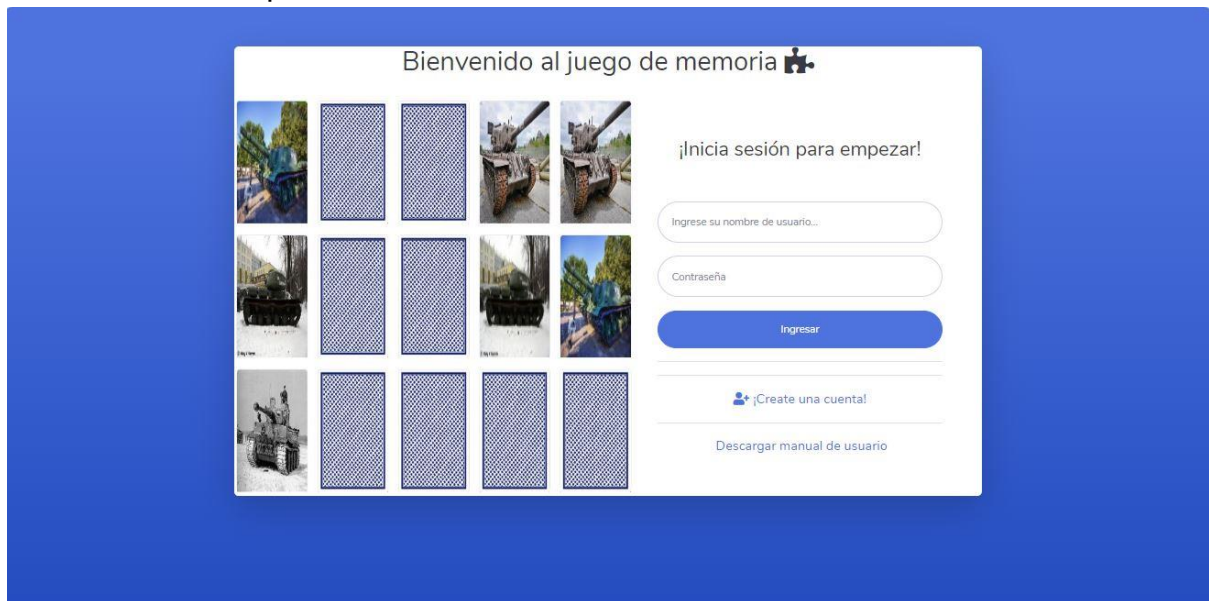 Bienvenido al juego de memoria
¡Inicia sesión para empezar!
Ingrese su nombre de usuario...
Contraseña
Ingresar
¡Create una cuenta!
Descargar manual de usuario